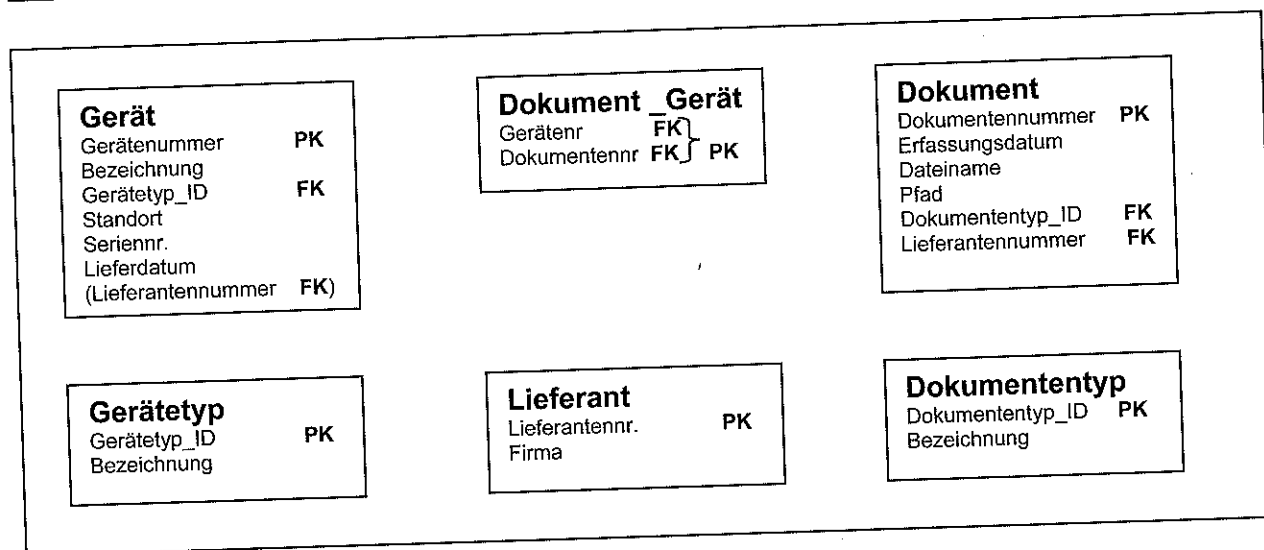 Gerät
Gerätenummer PK
Bezeichnung
Gerätetyp_ID FK
Standort
Seriennr.
Lieferdatum
(Lieferantennummer FK)
Dokument _Gerät
Gerätenr FK
Dokumentennr FK PK
Dokument
Dokumentennummer PK
Erfassungsdatum
Dateiname
Pfad
Dokumententyp_ID FK
Lieferantennummer FK
Gerätetyp
Gerätetyp_ID PK
Bezeichnung
Lieferant
Lieferantennr. PK
Firma
Dokumententyp
Dokumententyp_ID PK
Bezeichnung